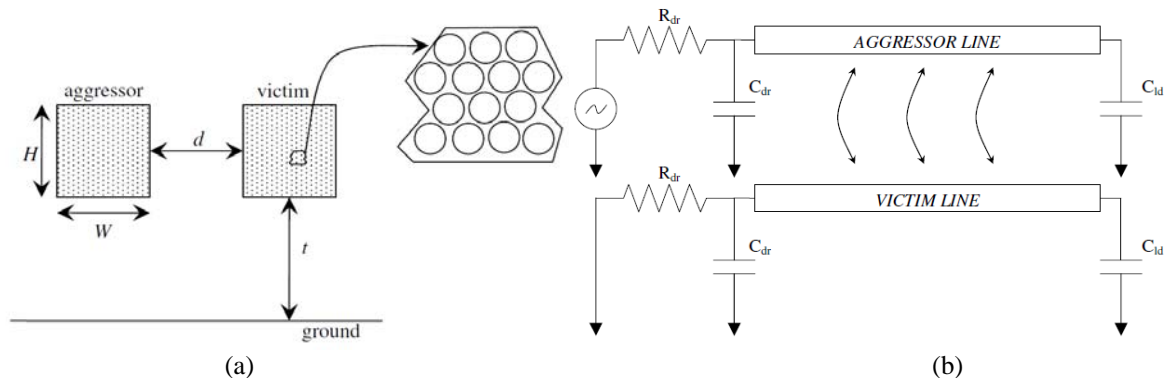 aggressor
victim
H
d
W
t
ground
(a)
R_dr
AGGRESSOR LINE
C_dr
C_ld
R_dr
VICTIM LINE
C_dr
C_ld
(b)